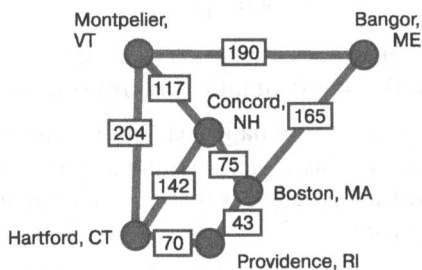 Montpelier,
VT
Bangor,
ME
190
117
Concord,
NH
165
204
75
142
Boston, MA
43
Hartford, CT
70
Providence, RI